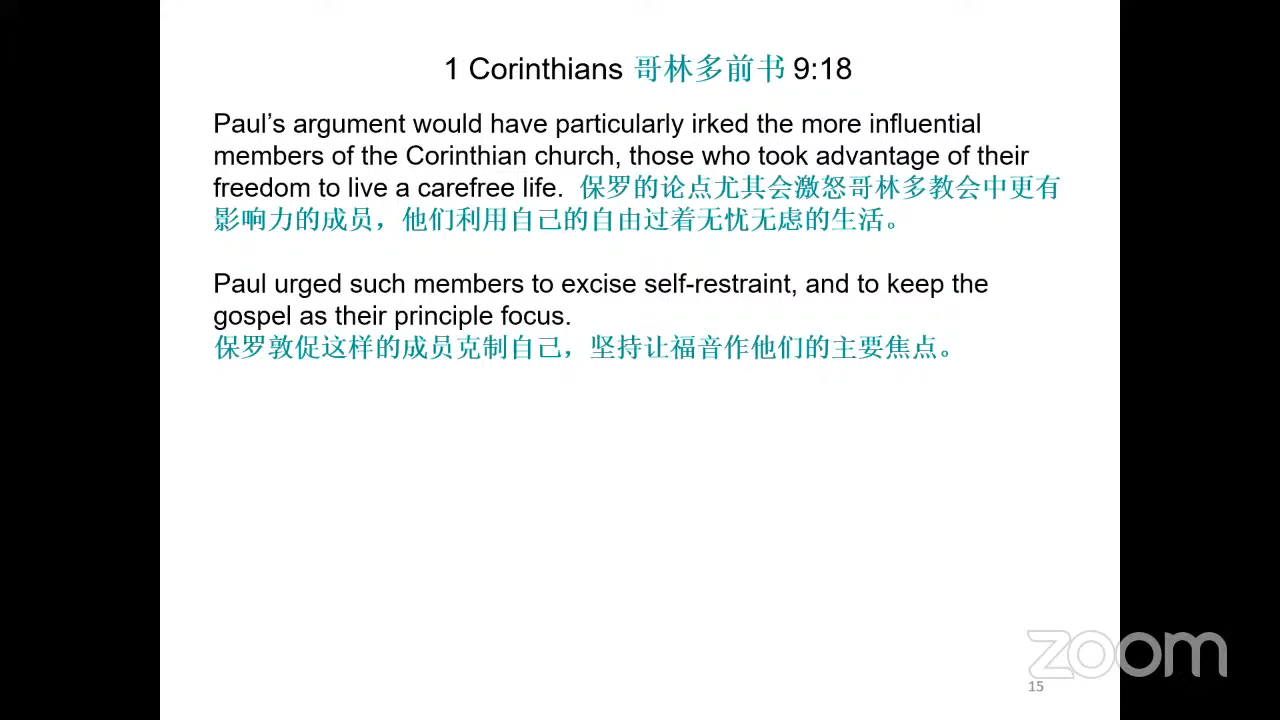 1 Corinthians 哥林多前书 9:18
Paul’s argument would have particularly irked the more influential
members of the Corinthian church, those who took advantage of their
freedom to live a carefree life. 保罗的论点尤其会激怒哥林多教会中更有
影响力的成员，他们利用自己的自由过着无忧无虑的生活。
Paul urged such members to excise self-restraint, and to keep the
gospel as their principle focus.
保罗敦促这样的成员克制自己，坚持让福音作他们的主要焦点。
zoom
15